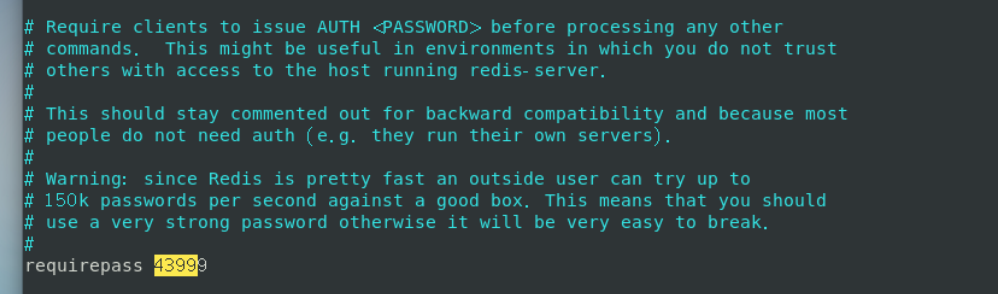 # Require clients to issue AUTH <PASSWORD> before processing any other
# commands.  This might be useful in environments in which you do not trust
# others with access to the host running redis-server.
#
# This should stay commented out for backward compatibility and because most
# people do not need auth (e.g. they run their own servers).
#
# Warning: since Redis is pretty fast an outside user can try up to
# 150k passwords per second against a good box. This means that you should
# use a very strong password otherwise it will be very easy to break.
#
requirepass 43999